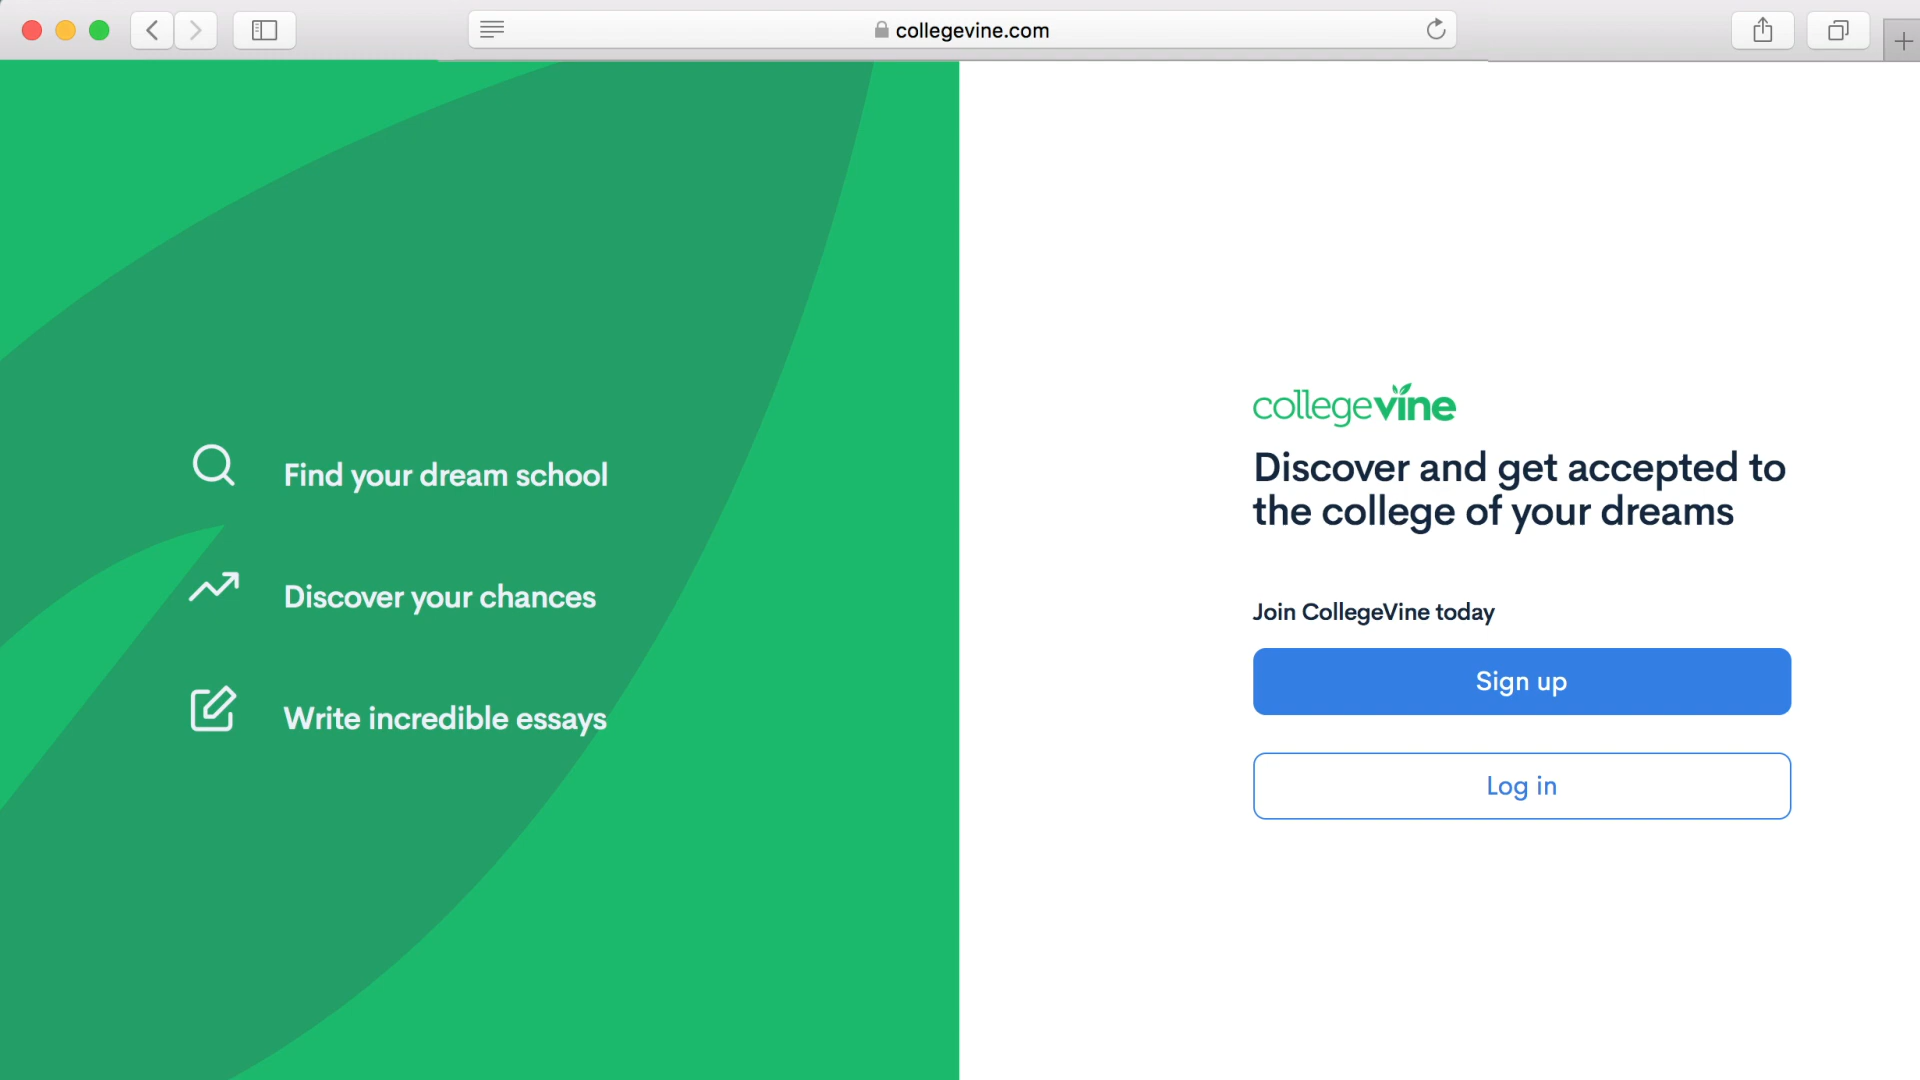 collegevine.com
Find your dream school
Discover your chances
Write incredible essays
collegevine
Discover and get accepted to
the college of your dreams
Join CollegeVine today
Sign up
Log in